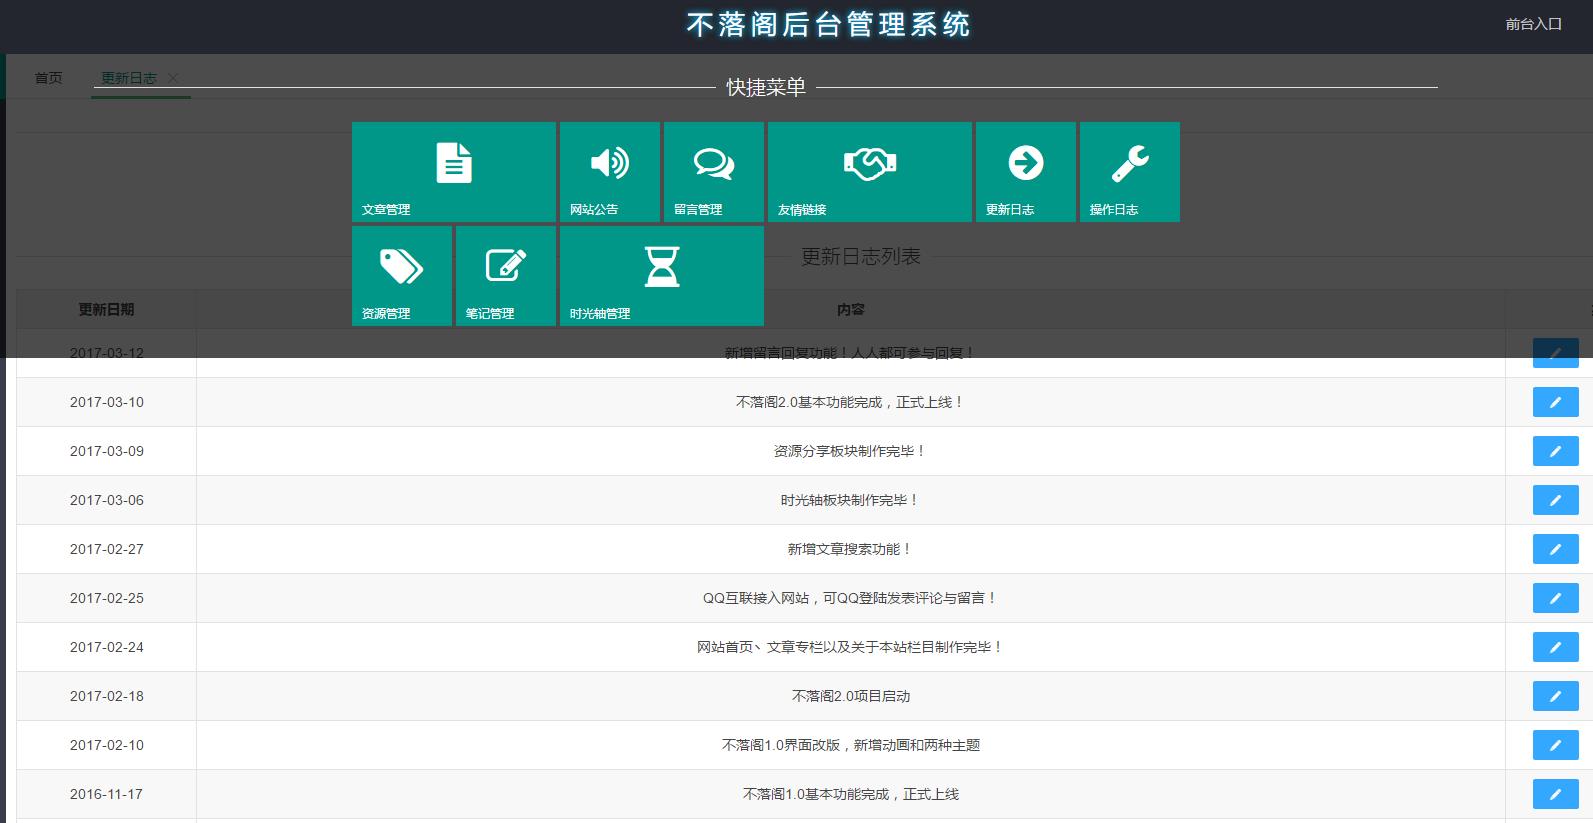 不落阁后台管理系统
前台入口
首页 更新日志
快捷菜单
文章管理 网站公告 留言管理 友情链接 更新日志 操作日志
资源管理 笔记管理 时光轴管理
更新日志列表
更新日期 内容
2017-03-12 新增留言回复功能！人人都可参与回复！
2017-03-10 不落阁2.0基本功能完成，正式上线！
2017-03-09 资源分享板块制作完毕！
2017-03-06 时光轴板块制作完毕！
2017-02-27 新增文章搜索功能！
2017-02-25 QQ互联接入网站，可QQ登陆发表评论与留言！
2017-02-24 网站首页、文章专栏以及关于本站栏目制作完毕！
2017-02-18 不落阁2.0项目启动
2017-02-10 不落阁1.0界面改版，新增动画和两种主题
2016-11-17 不落阁1.0基本功能完成，正式上线